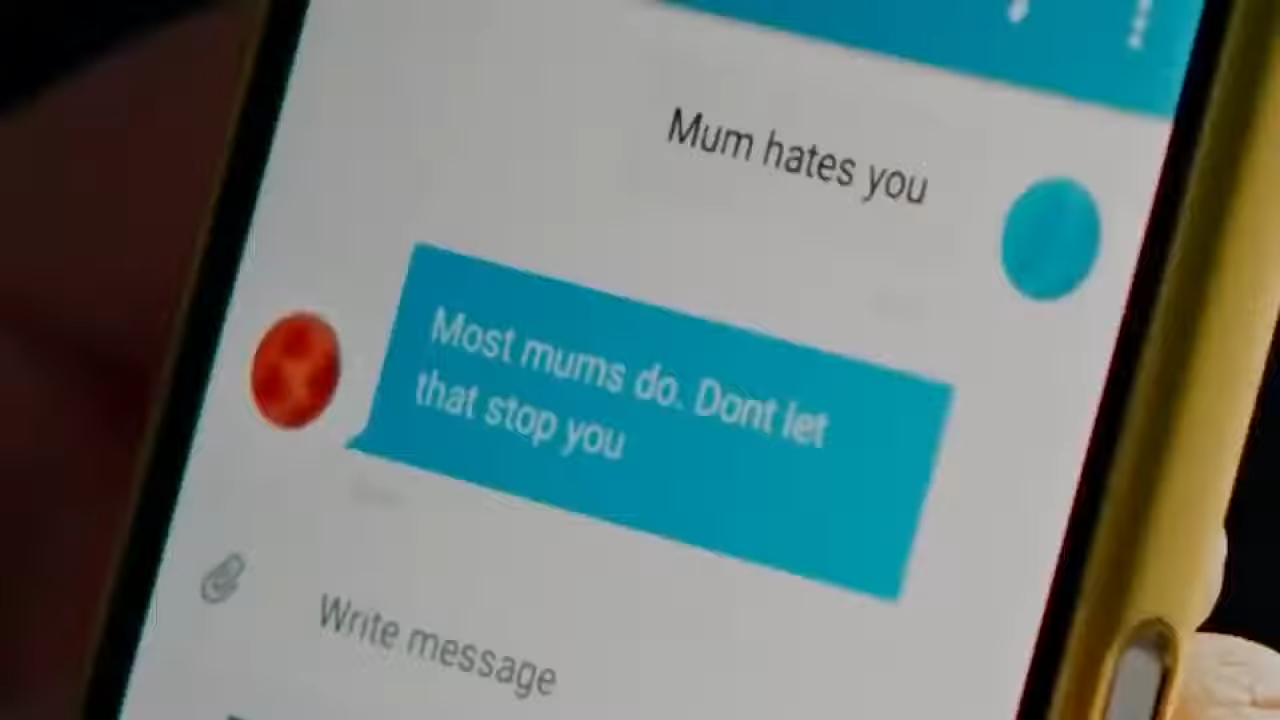 Mum hates you
Most mums do. Dont let
that stop you
Write message